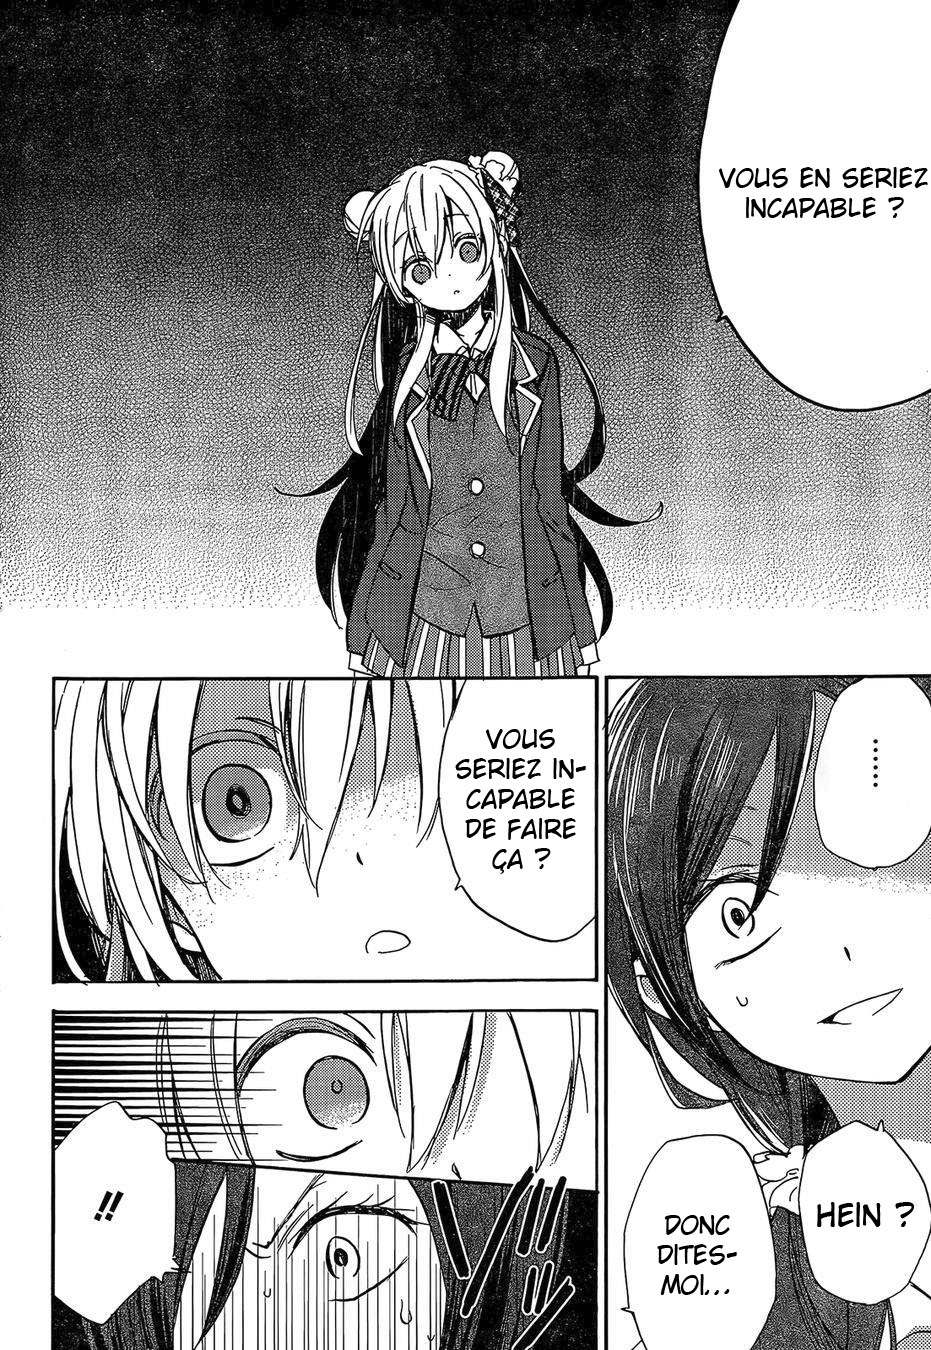 VOUS EN SERIEZ
INCAPABLE ?
.......
HEIN ?
DONC
DITES-
MOI...
VOUS
SERIEZ IN-
CAPABLE
DE FAIRE
ÇA ?
!!